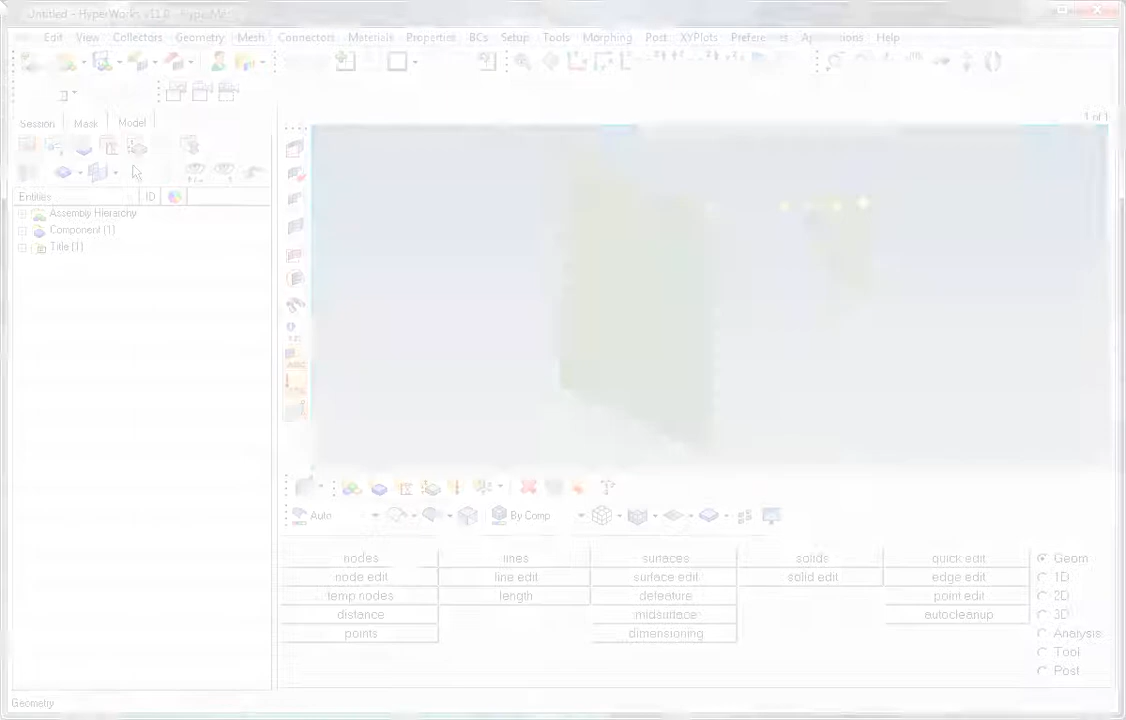 Untitled - HyperWorks v11.0 - HyperMesh
Edit View Collectors Geometry Mesh Connectors Materials Properties BCs Setup Tools Morphing Post XYPlots Help
Session Mask Model
1 of 1
Entities ID
Assembly Hierarchy
Component (1)
Title (1)
Auto By Comp
nodes lines surfaces solids quick edit Geom
node edit line edit surface edit solid edit edge edit 1D
temp nodes length defeature point edit 2D
distance midsurface autocleanup 3D
points dimensioning Analysis
Tool
Post
Geometry